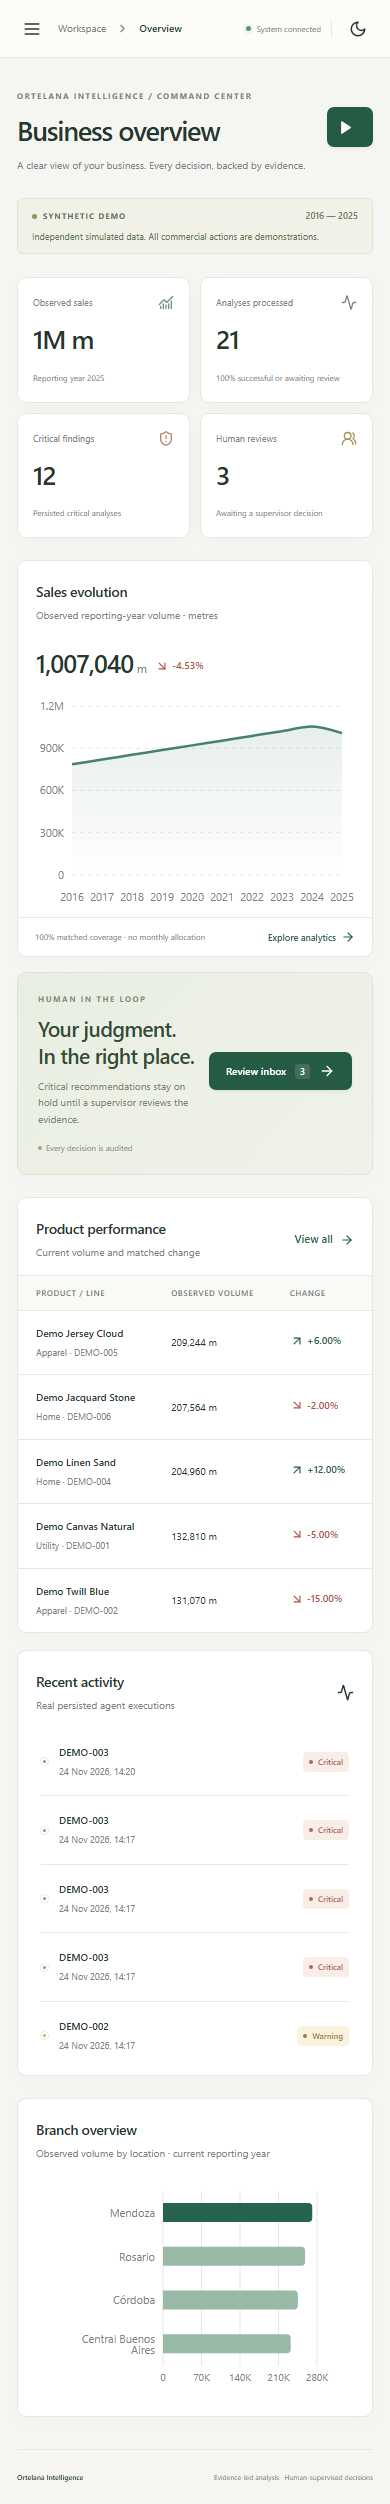 Workspace > Overview
System connected
ORTELANA INTELLIGENCE / COMMAND CENTER
Business overview
A clear view of your business. Every decision, backed by evidence.
SYNTHETIC DEMO
2016 — 2025
Independent simulated data. All commercial actions are demonstrations.
Observed sales
1M m
Reporting year 2025
Analyses processed
21
100% successful or awaiting review
Critical findings
12
Persisted critical analyses
Human reviews
3
Awaiting a supervisor decision
Sales evolution
Observed reporting-year volume · metres
1,007,040 m
-4.53%
1.2M
900K
600K
300K
0
2016 2017 2018 2019 2020 2021 2022 2023 2024 2025
100% matched coverage · no monthly allocation
Explore analytics
HUMAN IN THE LOOP
Your judgment.
In the right place.
Critical recommendations stay on
hold until a supervisor reviews the
evidence.
Every decision is audited
Review inbox 3
Product performance
Current volume and matched change
View all
PRODUCT / LINE OBSERVED VOLUME CHANGE
Demo Jersey Cloud
Apparel · DEMO-005
209,244 m
+6.00%
Demo Jacquard Stone
Home · DEMO-006
207,564 m
-2.00%
Demo Linen Sand
Home · DEMO-004
204,960 m
+12.00%
Demo Canvas Natural
Utility · DEMO-001
132,810 m
-5.00%
Demo Twill Blue
Apparel · DEMO-002
131,070 m
-15.00%
Recent activity
Real persisted agent executions
DEMO-003
24 Nov 2026, 14:20
Critical
DEMO-003
24 Nov 2026, 14:17
Critical
DEMO-003
24 Nov 2026, 14:17
Critical
DEMO-003
24 Nov 2026, 14:17
Critical
DEMO-002
24 Nov 2026, 14:17
Warning
Branch overview
Observed volume by location · current reporting year
Mendoza
Rosario
Córdoba
Central Buenos
Aires
0 70K 140K 210K 280K
Ortelana Intelligence
Evidence-led analysis · Human-supervised decisions